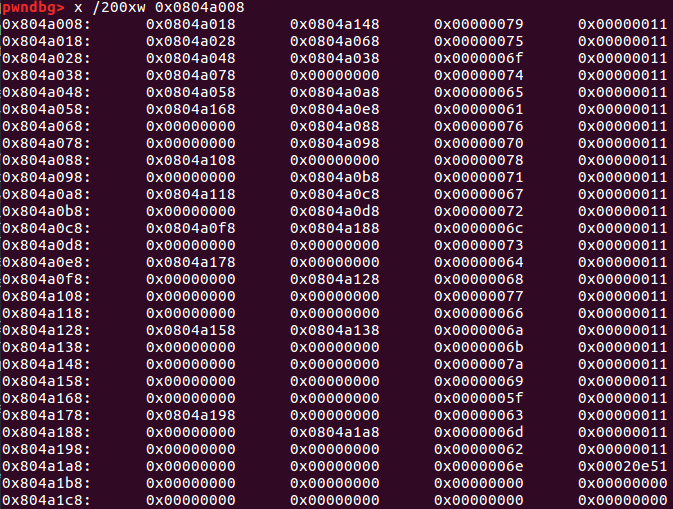 pwndbg> x /200xw 0x0804a008
0x804a008: 0x0804a018 0x0804a148 0x00000079 0x00000011
0x804a018: 0x0804a028 0x0804a068 0x00000075 0x00000011
0x804a028: 0x0804a048 0x0804a038 0x0000006f 0x00000011
0x804a038: 0x0804a078 0x00000000 0x00000074 0x00000011
0x804a048: 0x0804a058 0x0804a0a8 0x00000065 0x00000011
0x804a058: 0x0804a168 0x0804a0e8 0x00000061 0x00000011
0x804a068: 0x00000000 0x0804a088 0x00000076 0x00000011
0x804a078: 0x00000000 0x0804a098 0x00000070 0x00000011
0x804a088: 0x0804a108 0x00000000 0x00000078 0x00000011
0x804a098: 0x00000000 0x0804a0b8 0x00000071 0x00000011
0x804a0a8: 0x0804a118 0x0804a0c8 0x00000067 0x00000011
0x804a0b8: 0x00000000 0x0804a0d8 0x00000072 0x00000011
0x804a0c8: 0x0804a0f8 0x0804a188 0x0000006c 0x00000011
0x804a0d8: 0x00000000 0x00000000 0x00000073 0x00000011
0x804a0e8: 0x0804a178 0x00000000 0x00000064 0x00000011
0x804a0f8: 0x00000000 0x0804a128 0x00000068 0x00000011
0x804a108: 0x00000000 0x00000000 0x00000077 0x00000011
0x804a118: 0x00000000 0x00000000 0x00000066 0x00000011
0x804a128: 0x0804a158 0x0804a138 0x0000006a 0x00000011
0x804a138: 0x00000000 0x00000000 0x0000006b 0x00000011
0x804a148: 0x00000000 0x00000000 0x0000007a 0x00000011
0x804a158: 0x00000000 0x00000000 0x00000069 0x00000011
0x804a168: 0x00000000 0x00000000 0x0000005f 0x00000011
0x804a178: 0x0804a198 0x00000000 0x00000063 0x00000011
0x804a188: 0x00000000 0x0804a1a8 0x0000006d 0x00000011
0x804a198: 0x00000000 0x00000000 0x00000062 0x00000011
0x804a1a8: 0x00000000 0x00000000 0x0000006e 0x00020e51
0x804a1b8: 0x00000000 0x00000000 0x00000000 0x00000000
0x804a1c8: 0x00000000 0x00000000 0x00000000 0x00000000